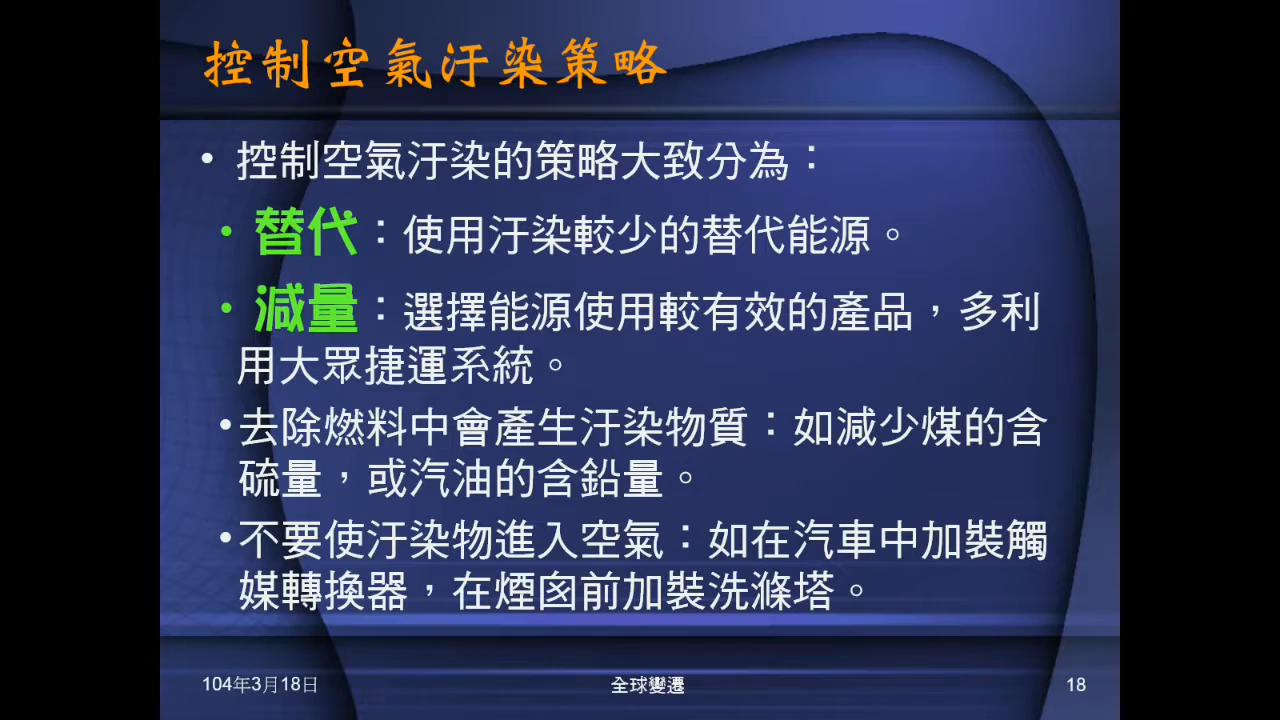 控制空氣汙染策略
• 控制空氣汙染的策略大致分為：
• 替代：使用汙染較少的替代能源。
• 減量：選擇能源使用較有效的產品，多利
用大眾捷運系統。
•去除燃料中會產生汙染物質：如減少煤的含
硫量，或汽油的含鉛量。
•不要使汙染物進入空氣：如在汽車中加裝觸
媒轉換器，在煙囪前加裝洗滌塔。
104年3月18日
全球變遷
18